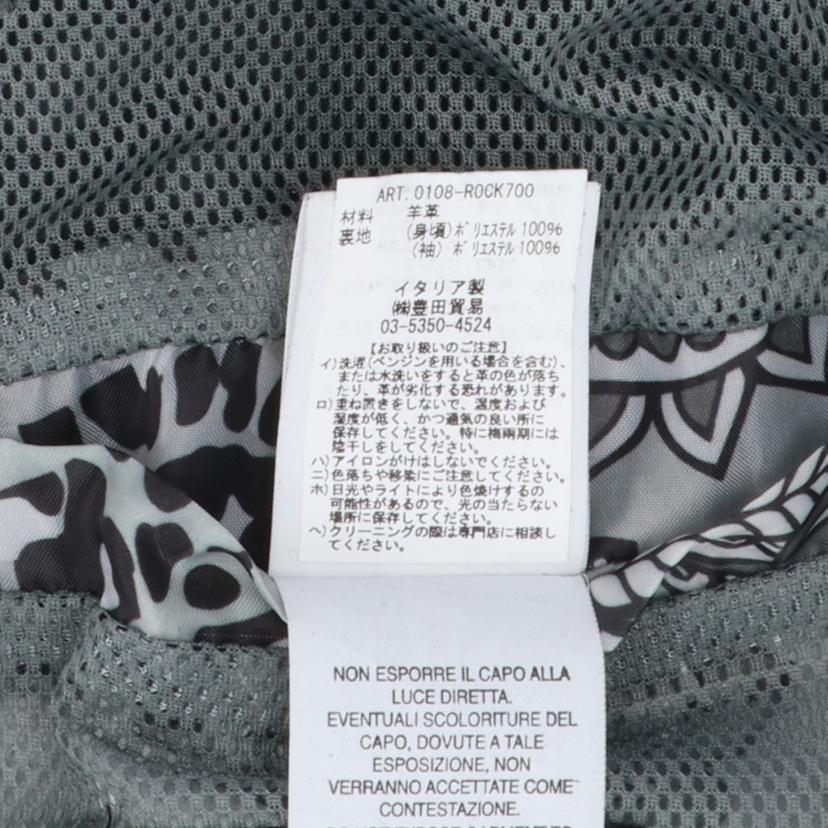 ART. 0108-ROCK700
材料 羊革
裏地 (身頃)ポリエステル100%
(袖) ポリエステル100%
イタリア製
㈱豊田貿易
03-5350-4524
【お取り扱いのご注意】
イ)洗濯(ベンジンを用いる場合を含む)、
または水洗いをすると革の色が落ち
たり、革が劣化する恐れがあります。
ロ)重ね置きをしないで、温度および
湿度が低く、かつ通気の良い所に
保存してください。特に梅雨期には
陰干しをしてください。
ハ)アイロンがけはしないでください。
ニ)色落ちや移染にご注意ください。
ホ)日光やライトにより色焼けするの
可能性があるので、光の当たらない
場所に保存してください。
ヘ)クリーニングの際は専門店に相談し
てください。
NON ESPORRE IL CAPO ALLA
LUCE DIRETTA.
EVENTUALI SCOLORITURE DEL
CAPO, DOVUTE A TALE
ESPOSIZIONE, NON
VERRANNO ACCETTATE COME
CONTESTAZIONE.